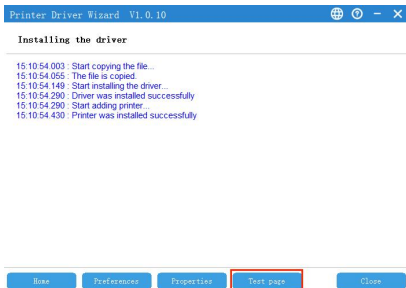 Printer Driver Wizard V1.0.10
Installing the driver
15:10:54.003 : Start copying the file...
15:10:54.055 : The file is copied.
15:10:54.149 : Start installing the driver...
15:10:54.290 : Driver was installed successfully
15:10:54.290 : Start adding printer...
15:10:54.430 : Printer was installed successfully
Home Preferences Properties Test page Close